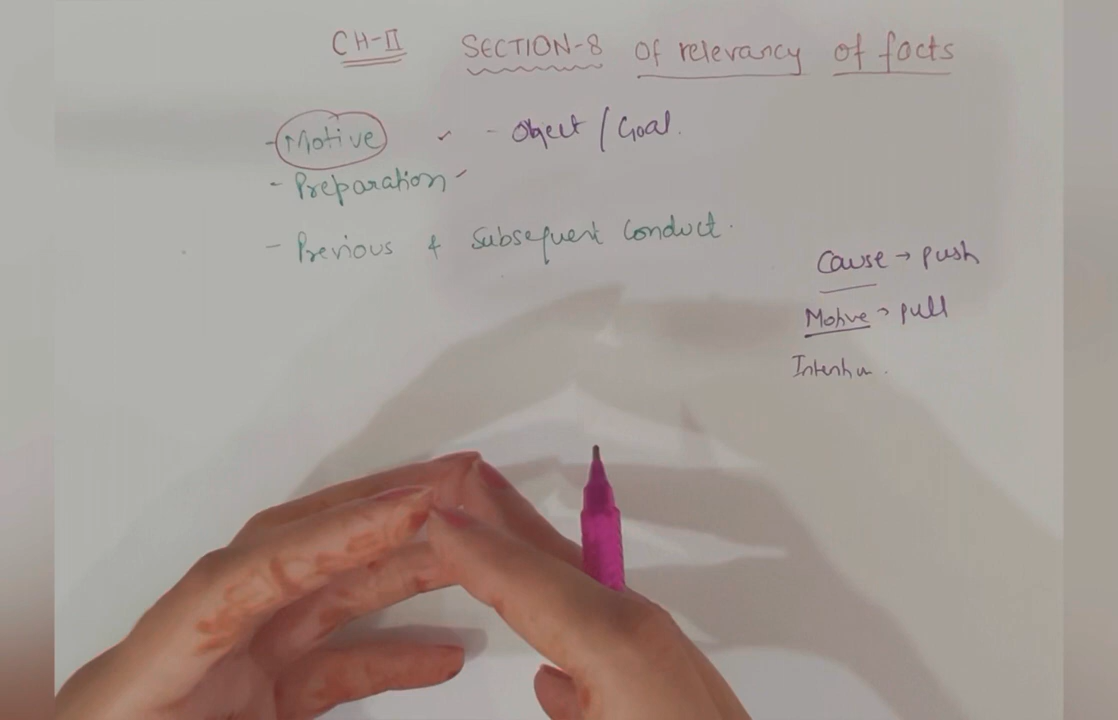 CH-II SECTION-8 Of relevancy of facts
- Motive ✓ - Object / Goal.
- Preparation ✓
- Previous & Subsequent Conduct.
Cause → push
Motive → pull
Intention.